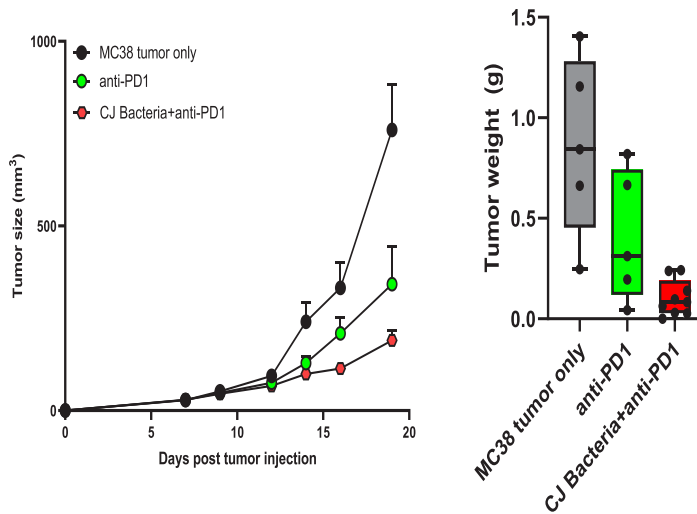 1000
500
0
Tumor size (mm3)
MC38 tumor only
anti-PD1
CJ Bacteria+anti-PD1
0 5 10 15 20
Days post tumor injection
1.5
1.0
0.5
0.0
Tumor weight (g)
MC38 tumor only
anti-PD1
CJ Bacteria+anti-PD1